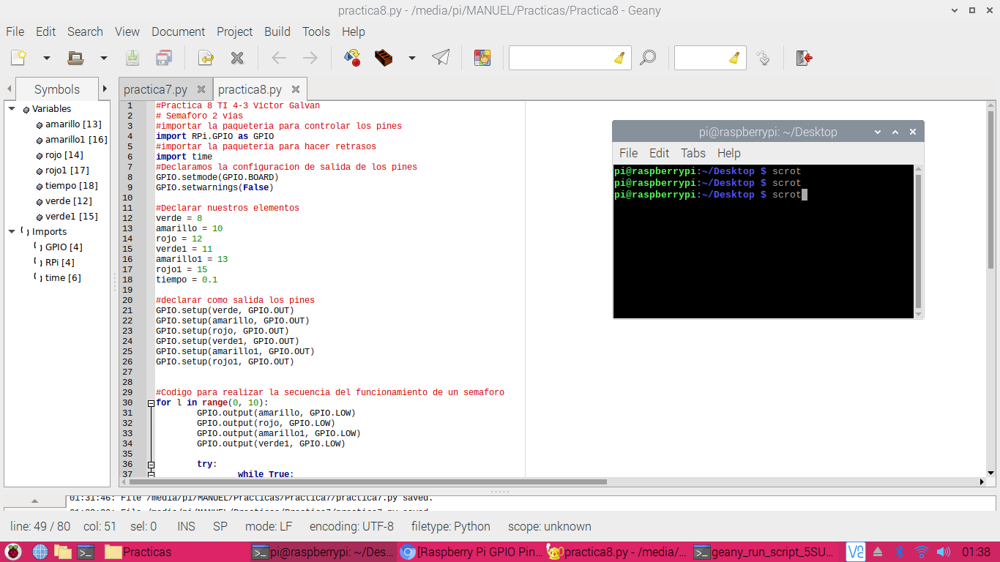 practica8.py - /media/pi/MANUEL/Practicas/Practica8 - Geany
File Edit Search View Document Project Build Tools Help
Symbols
Variables
amarillo [13]
amarillo1 [16]
rojo [14]
rojo1 [17]
tiempo [18]
verde [12]
verde1 [15]
Imports
GPIO [4]
RPi [4]
time [6]
practica7.py practica8.py
1 #Practica 8 TI 4-3 Victor Galvan
2 # Semaforo 2 vias
3 #importar la paqueteria para controlar los pines
4 import RPi.GPIO as GPIO
5 #importar la paqueteria para hacer retrasos
6 import time
7 #Declaramos la configuracion de salida de los pines
8 GPIO.setmode(GPIO.BOARD)
9 GPIO.setwarnings(False)
10
11 #Declarar nuestros elementos
12 verde = 8
13 amarillo = 10
14 rojo = 12
15 verde1 = 11
16 amarillo1 = 13
17 rojo1 = 15
18 tiempo = 0.1
19
20 #declarar como salida los pines
21 GPIO.setup(verde, GPIO.OUT)
22 GPIO.setup(amarillo, GPIO.OUT)
23 GPIO.setup(rojo, GPIO.OUT)
24 GPIO.setup(verde1, GPIO.OUT)
25 GPIO.setup(amarillo1, GPIO.OUT)
26 GPIO.setup(rojo1, GPIO.OUT)
27
28
29 #Codigo para realizar la secuencia del funcionamiento de un semaforo
30 for l in range(0, 10):
31 GPIO.output(amarillo, GPIO.LOW)
32 GPIO.output(rojo, GPIO.LOW)
33 GPIO.output(amarillo1, GPIO.LOW)
34 GPIO.output(verde1, GPIO.LOW)
35
36 try:
37 while True:
pi@raspberrypi: ~/Desktop
File Edit Tabs Help
pi@raspberrypi:~/Desktop $ scrot
pi@raspberrypi:~/Desktop $ scrot
pi@raspberrypi:~/Desktop $ scrot
01:31:46: File /media/pi/MANUEL/Practicas/Practica7/practica7.py saved.
line: 49 / 80 col: 51 sel: 0 INS SP mode: LF encoding: UTF-8 filetype: Python scope: unknown
Practicas pi@raspberrypi: ~/Des... [Raspberry Pi GPIO Pin... practica8.py - /media/... geany_run_script_5SU... 01:38